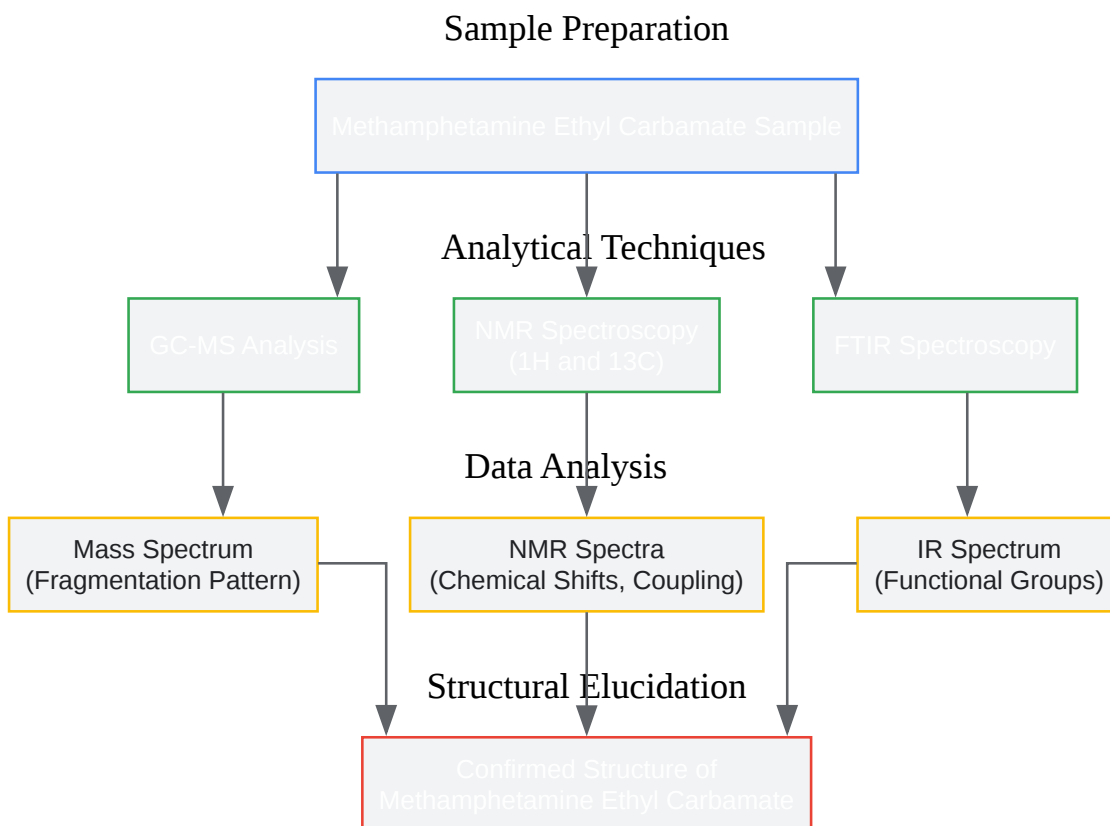 Sample Preparation
Methamphetamine Ethyl Carbamate Sample
Analytical Techniques
GC-MS Analysis
NMR Spectroscopy
(1H and 13C)
FTIR Spectroscopy
Data Analysis
Mass Spectrum
(Fragmentation Pattern)
NMR Spectra
(Chemical Shifts, Coupling)
IR Spectrum
(Functional Groups)
Structural Elucidation
Confirmed Structure of
Methamphetamine Ethyl Carbamate